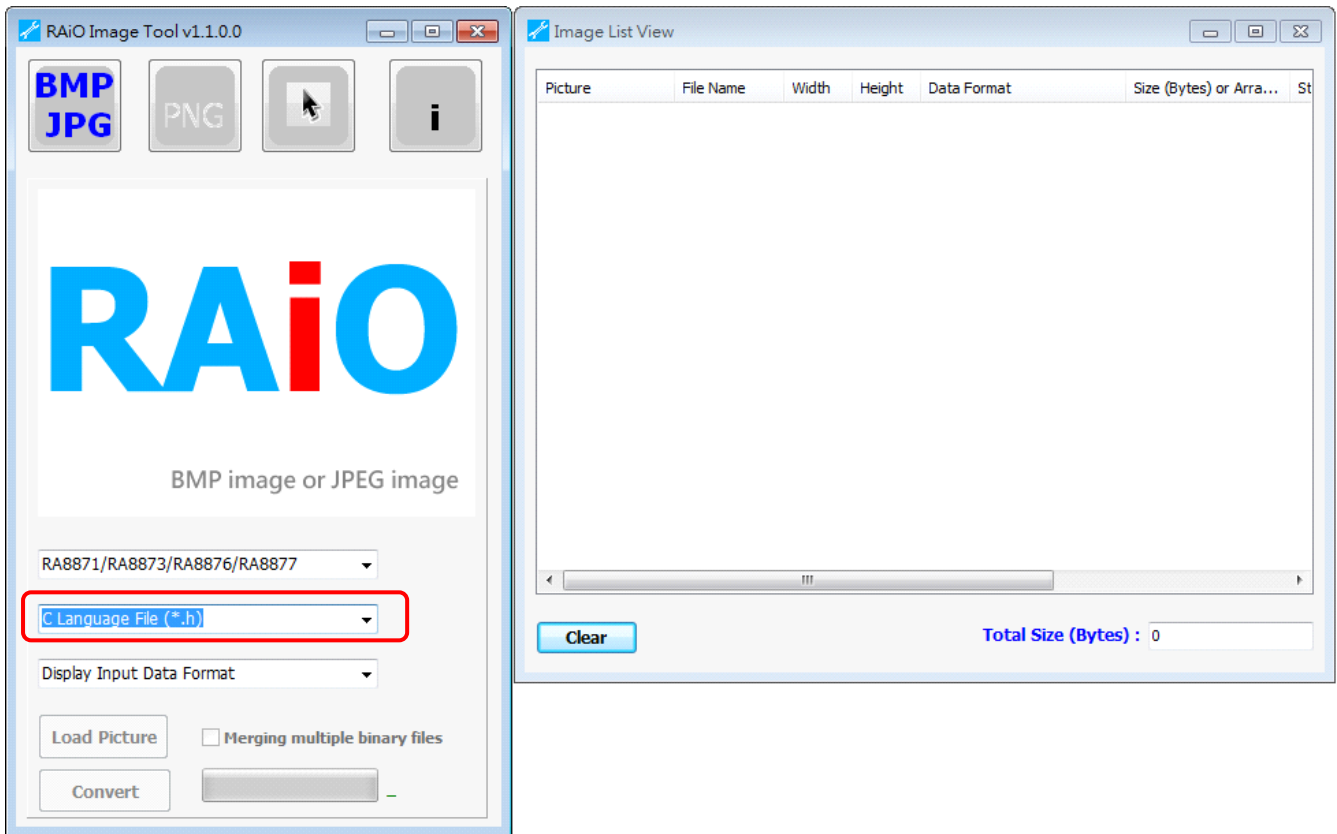 RAiO Image Tool v1.1.0.0
BMP
JPG
PNG
i
RAiO
BMP image or JPEG image
RA8871/RA8873/RA8876/RA8877
C Language File (*.h)
Display Input Data Format
Load Picture
Merging multiple binary files
Convert
_
Image List View
Picture File Name Width Height Data Format Size (Bytes) or Arra... St
Clear
Total Size (Bytes) : 0